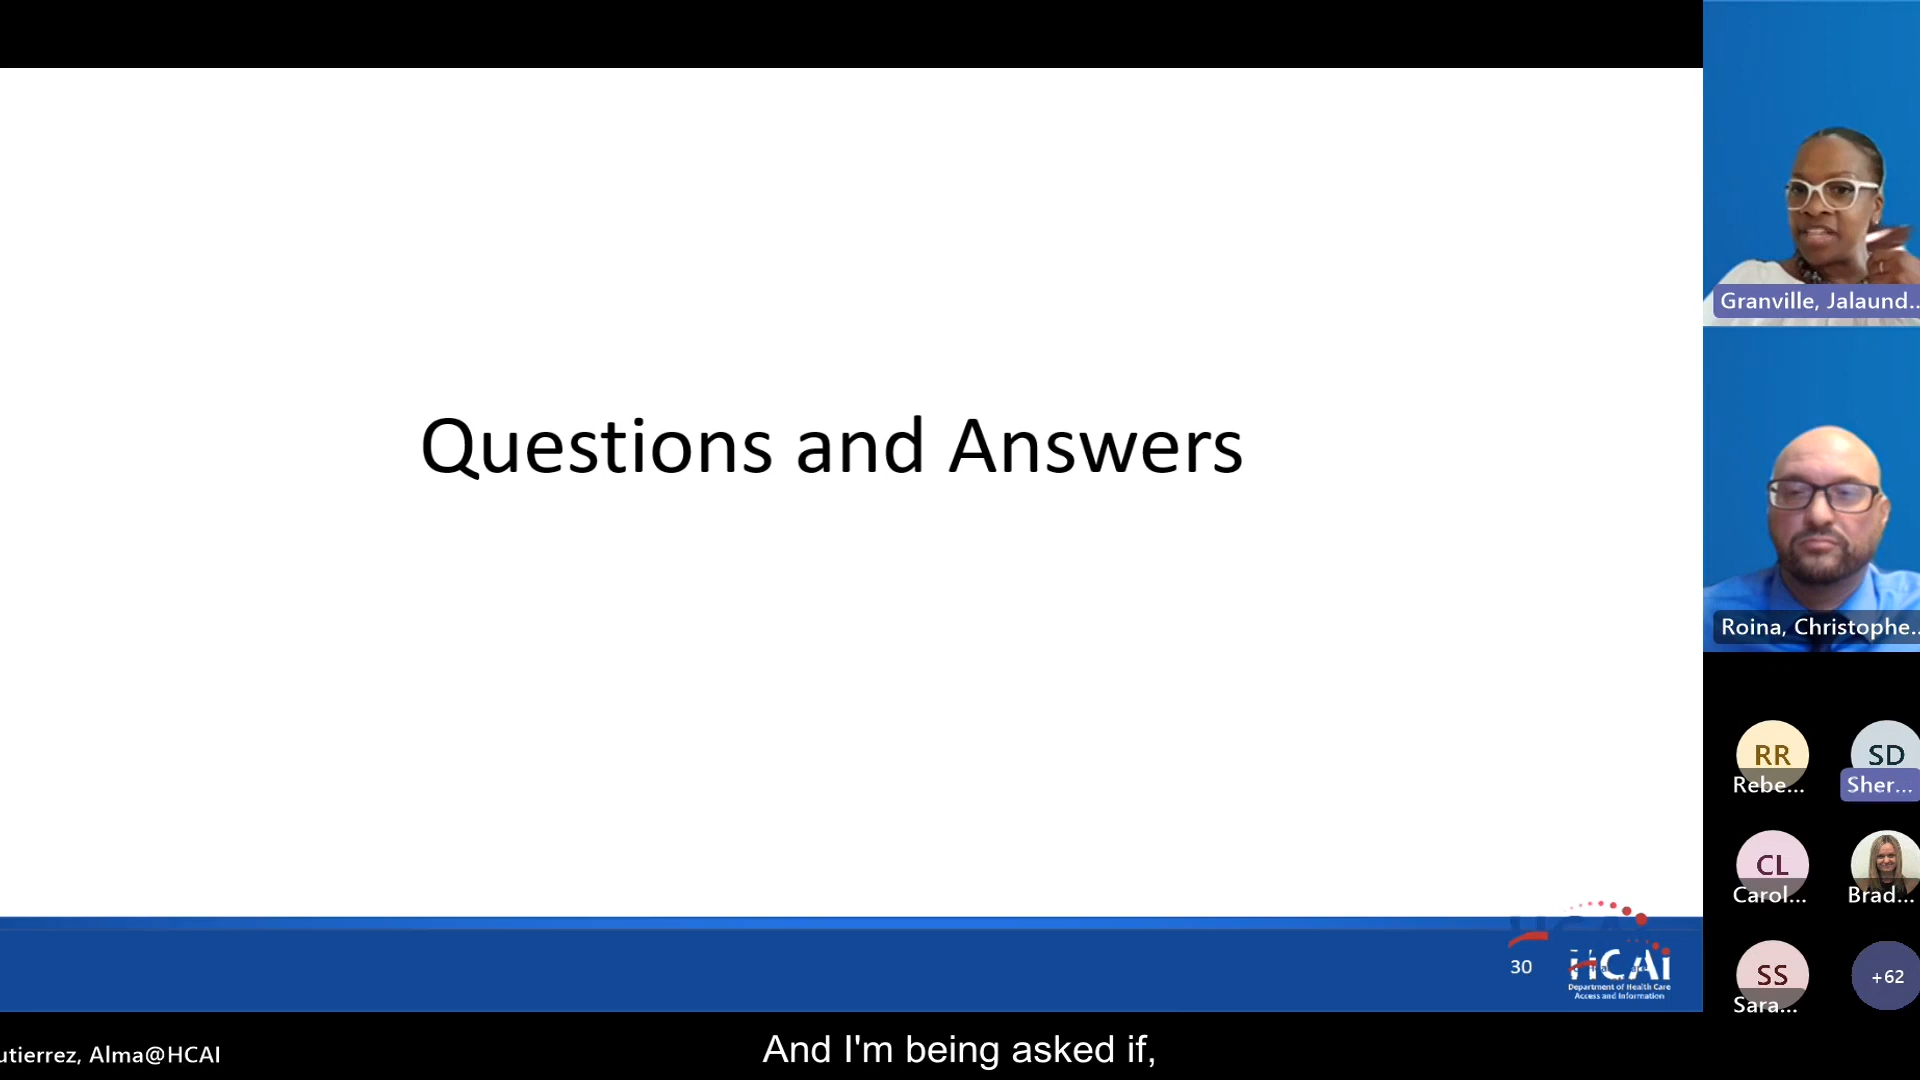 Questions and Answers
30
HCAi
Department of Health Care
Access and Information
Granville, Jalaund...
Roina, Christophe...
RR
Rebe...
SD
Sher...
CL
Carol...
Brad...
SS
Sara...
+62
utierrez, Alma@HCAI
And I'm being asked if,